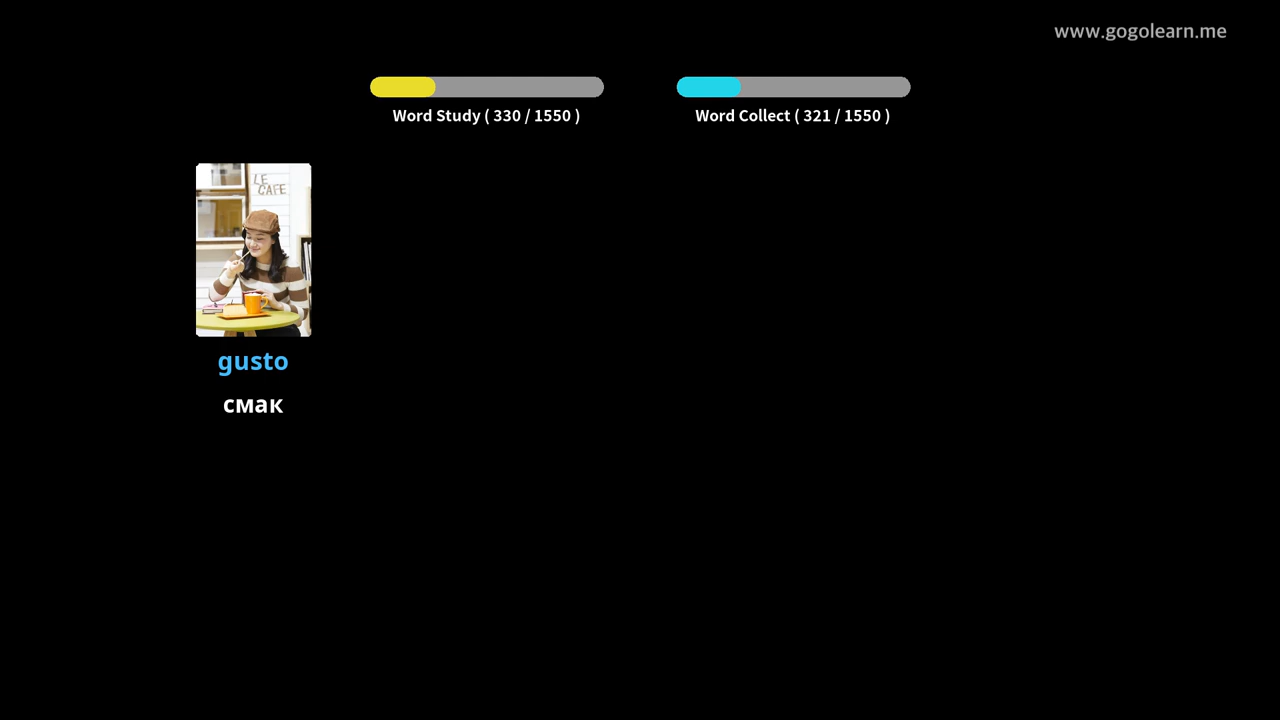 www.gogolearn.me
Word Study ( 330 / 1550 )
Word Collect ( 321 / 1550 )
LE
CAFE
gusto
смак